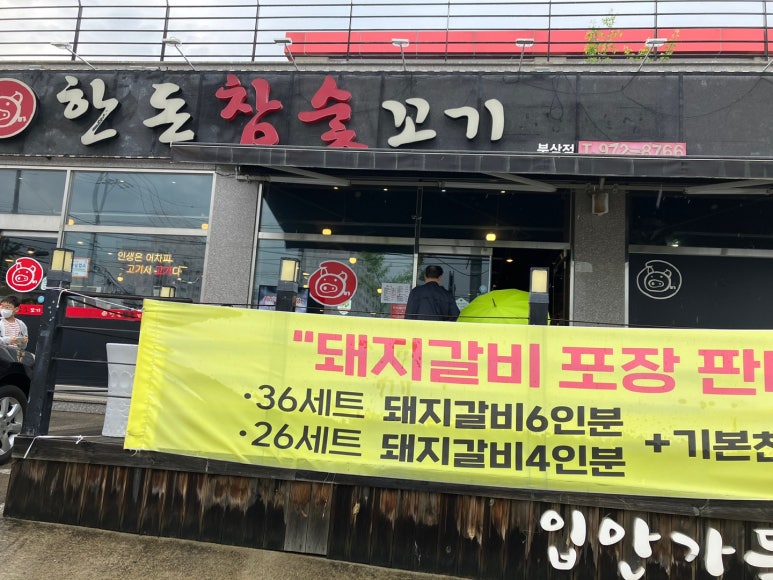 한돈참숯꼬기
부상점 T.972-8766
인생은 어차피
고기서 고기다
"돼지갈비 포장 판
·36세트 돼지갈비6인분
·26세트 돼지갈비4인분
+기본찬
입안가득